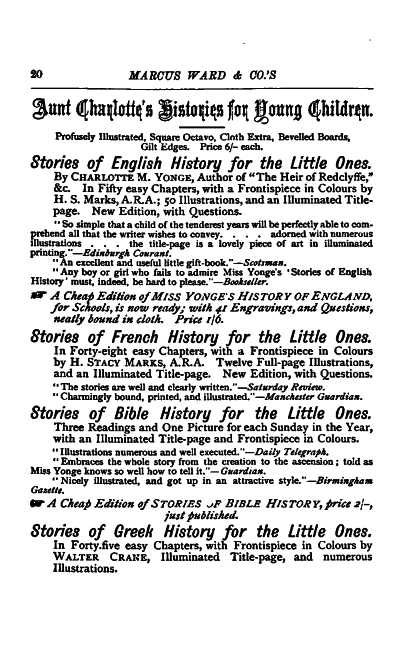 20
MARCUS WARD & CO.'S
Aunt Charlotte's Histories for Young Children.
Profusely Illustrated, Square Octavo, Cloth Extra, Bevelled Boards,
Gilt Edges. Price 6/- each.
Stories of English History for the Little Ones.
By CHARLOTTE M. YONGE, Author of "The Heir of Redclyffe,"
&c. In Fifty easy Chapters, with a Frontispiece in Colours by
H. S. Marks, A.R.A.; 50 Illustrations, and an Illuminated Title-
page. New Edition, with Questions.
"So simple that a child of the tenderest years will be perfectly able to com-
prehend all that the writer wishes to convey. . . . adorned with numerous
illustrations . . . the title-page is a lovely piece of art in illuminated
printing."—Edinburgh Courant.
"An excellent and useful little gift-book."—Scotsman.
"Any boy or girl who fails to admire Miss Yonge's 'Stories of English
History' must, indeed, be hard to please."—Bookseller.
☞ A Cheap Edition of MISS YONGE'S HISTORY OF ENGLAND,
for Schools, is now ready; with 41 Engravings, and Questions,
neatly bound in cloth. Price 1/6.
Stories of French History for the Little Ones.
In Forty-eight easy Chapters, with a Frontispiece in Colours
by H. STACY MARKS, A.R.A. Twelve Full-page Illustrations,
and an Illuminated Title-page. New Edition, with Questions.
"The stories are well and clearly written."—Saturday Review.
"Charmingly bound, printed, and illustrated."—Manchester Guardian.
Stories of Bible History for the Little Ones.
Three Readings and One Picture for each Sunday in the Year,
with an Illuminated Title-page and Frontispiece in Colours.
"Illustrations numerous and well executed."—Daily Telegraph.
"Embraces the whole story from the creation to the ascension; told as
Miss Yonge knows so well how to tell it."—Guardian.
"Nicely illustrated, and got up in an attractive style."—Birmingham
Gazette.
☞ A Cheap Edition of STORIES OF BIBLE HISTORY, price 2/-,
just published.
Stories of Greek History for the Little Ones.
In Forty.five easy Chapters, with Frontispiece in Colours by
WALTER CRANE, Illuminated Title-page, and numerous
Illustrations.